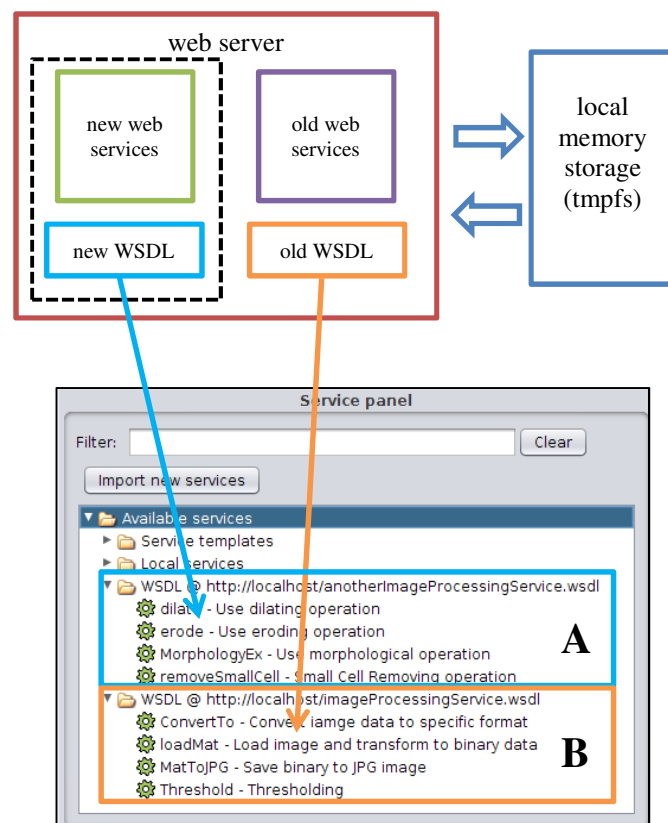 web server
new web
services
old web
services
new WSDL
old WSDL
local
memory
storage
(tmpfs)
Service panel
Filter:
Clear
Import new services
Available services
Service templates
Local services
WSDL @ http://localhost/anotherImageProcessingService.wsdl
dilate - Use dilating operation
erode - Use eroding operation
MorphologyEx - Use morphological operation
removeSmallCell - Small Cell Removing operation
A
WSDL @ http://localhost/imageProcessingService.wsdl
ConvertTo - Convert iamge data to specific format
loadMat - Load image and transform to binary data
MatToJPG - Save binary to JPG image
Threshold - Thresholding
B